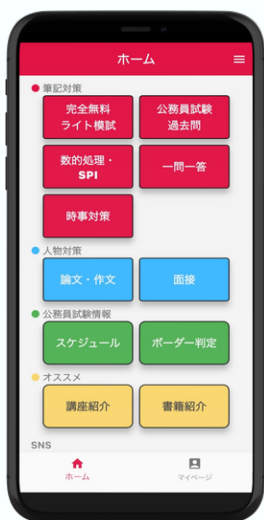 ホーム
筆記対策
完全無料
ライト模試
公務員試験
過去問
数的処理・
SPI
一問一答
時事対策
人物対策
論文・作文
面接
公務員試験情報
スケジュール
ボーダー判定
オススメ
講座紹介
書籍紹介
SNS
ホーム
マイページ